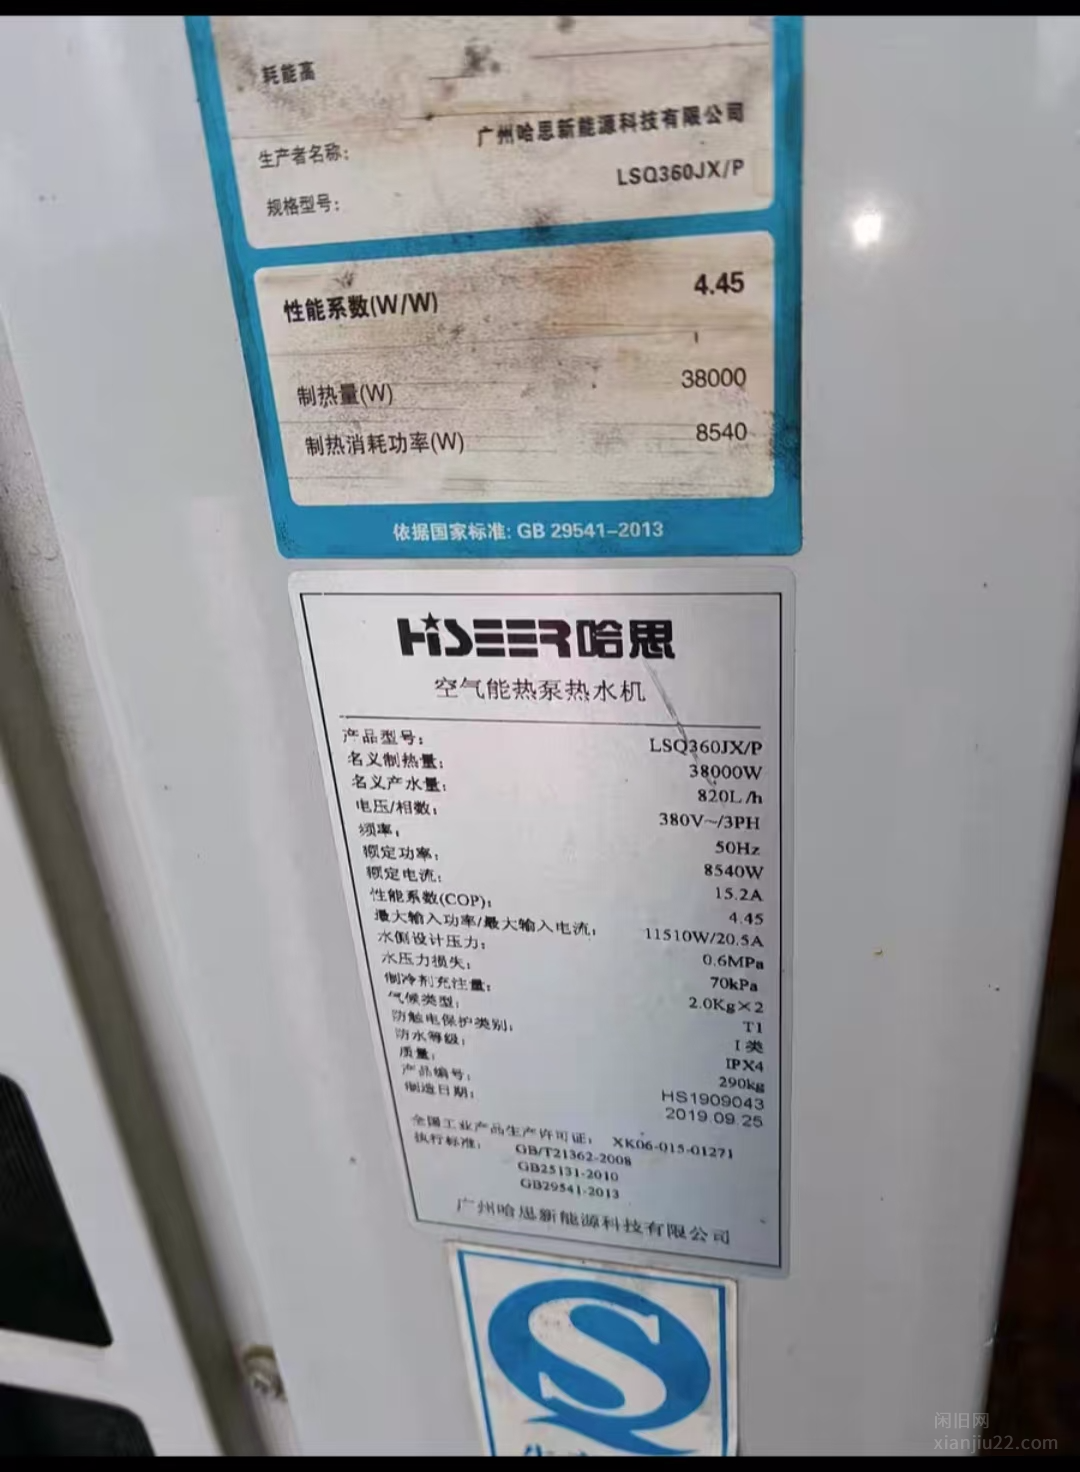 耗能高
生产者名称: 广州哈思新能源科技有限公司
规格型号: LSQ360JX/P
性能系数(W/W) 4.45
制热量(W) 38000
制热消耗功率(W) 8540
依据国家标准: GB 29541-2013
HISEER哈思
空气能热泵热水机
产品型号: LSQ360JX/P
名义制热量: 38000W
名义产水量: 820L/h
电压/相数: 380V~/3PH
频率: 50Hz
额定功率: 8540W
额定电流: 15.2A
性能系数(COP): 4.45
最大输入功率/最大输入电流: 11510W/20.5A
水侧设计压力: 0.6MPa
水压力损失: 70kPa
制冷剂充注量: 2.0Kg×2
气候类型: T1
防触电保护类别: I 类
防水等级: IPX4
质量: 290kg
产品编号: HS1909043
制造日期: 2019.09.25
全国工业产品生产许可证: XK06-015-01271
执行标准: GB/T21362-2008
GB25131-2010
GB29541-2013
广州哈思新能源科技有限公司
闲旧网
xianjiu22.com